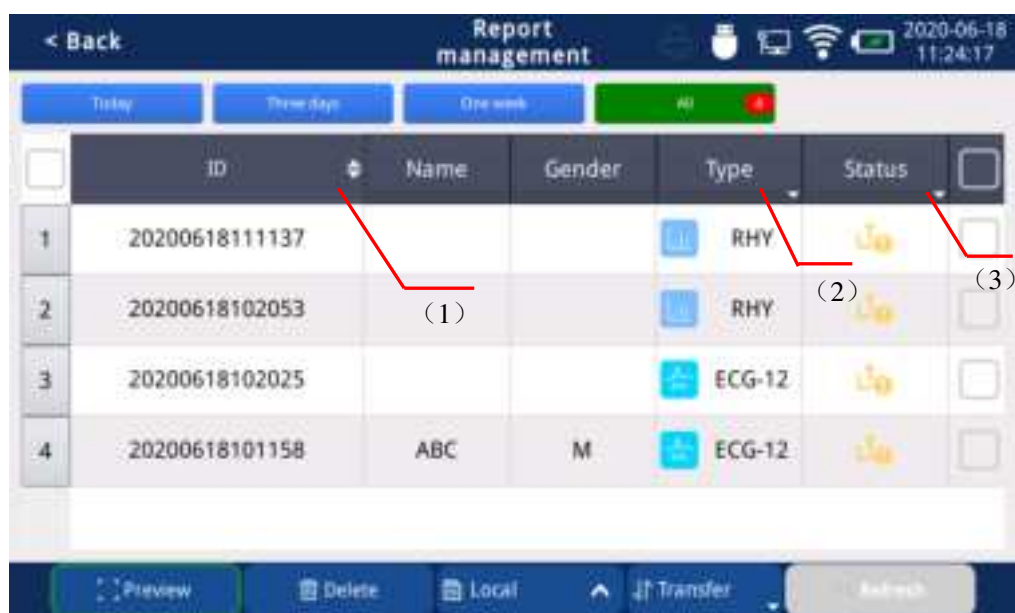 < Back
Report
management
2020-06-18
11:24:17
Today
Three days
One week
All
4
ID
Name
Gender
Type
Status
1
20200618111137
RHY
2
20200618102053
RHY
3
20200618102025
ECG-12
4
20200618101158
ABC
M
ECG-12
（1）
（2）
（3）
Preview
Delete
Local
Transfer
Refresh